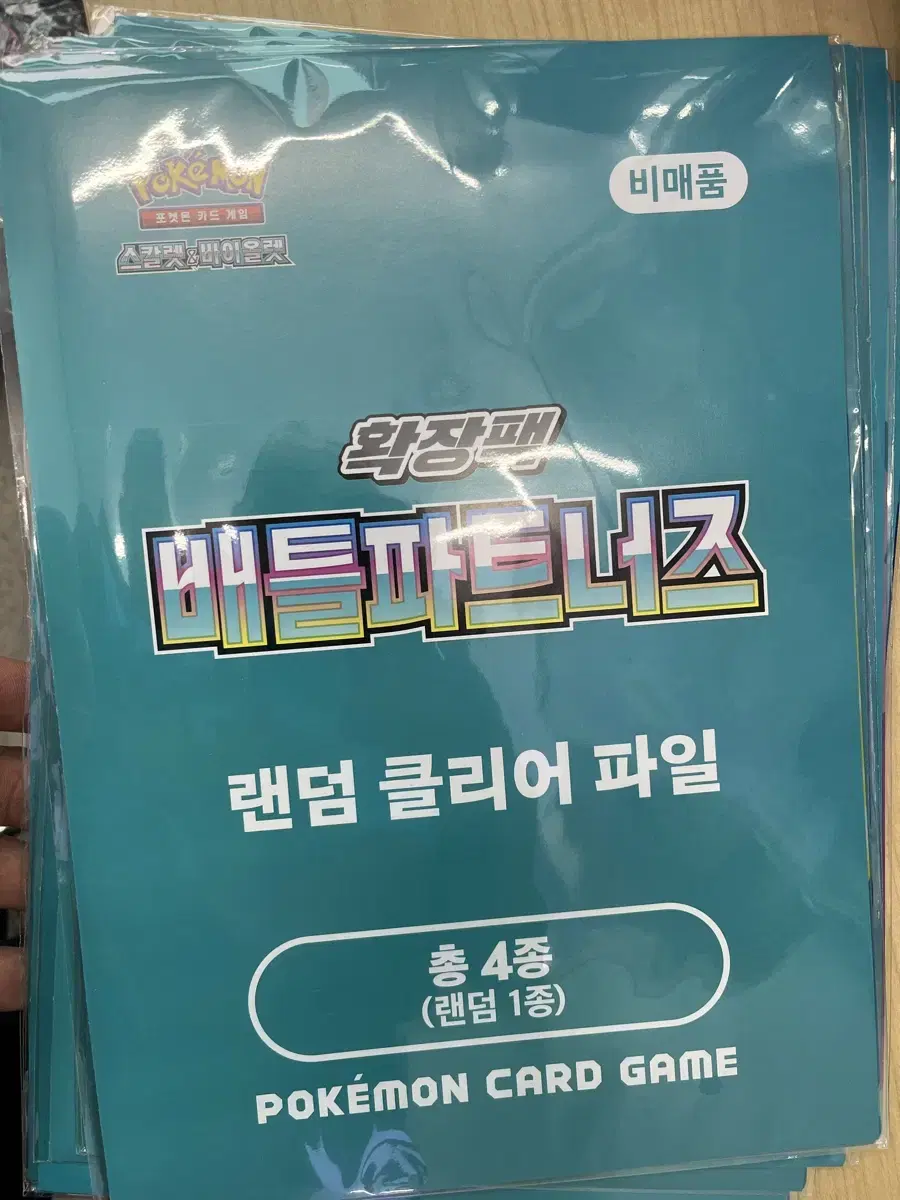 POKéMON
포켓몬 카드 게임
스칼렛&바이올렛
비매품
확장팩
배틀파트너즈
랜덤 클리어 파일
총 4종
(랜덤 1종)
POKÉMON CARD GAME